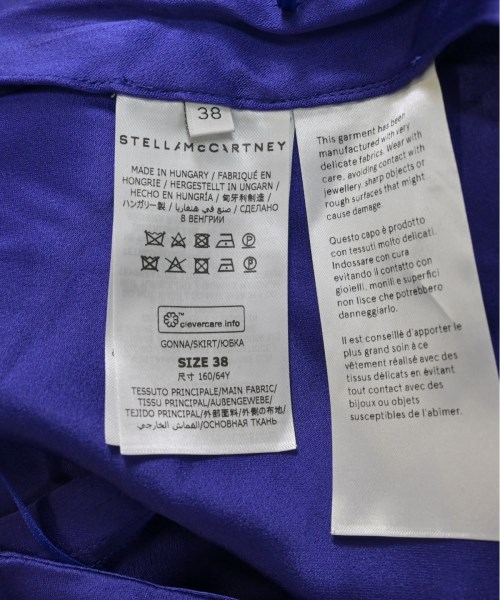 38
STELLA McCARTNEY
MADE IN HUNGARY / FABRIQUÉ EN
HONGRIE / HERGESTELLT IN UNGARN /
HECHO EN HUNGRÍA / 匈牙利制造 /
ハンガリー製 / صنع في هنغاريا / СДЕЛАНО
В ВЕНГРИИ
™
clevercare.info
GONNA/SKIRT/ЮБКА
SIZE 38
尺寸 160/64Y
TESSUTO PRINCIPALE/MAIN FABRIC/
TISSU PRINCIPAL/AUßENGEWEBE/
TEJIDO PRINCIPAL/外部面料/外側の布地/
القماش الخارجي/ОСНОВНАЯ ТКАНЬ
This garment has been
manufactured with very
delicate fabrics. Wear with
care, avoiding contact with
jewellery, sharp objects or
rough surfaces that might
cause damage.
Questo capo è prodotto
con tessuti molto delicati.
Indossare con cura
evitando il contatto con
gioielli, monili e superfici
non lisce che potrebbero
danneggiarlo.
Il est conseillé d'apporter le
plus grand soin à ce
vêtement réalisé avec des
tissus délicats en évitant
tout contact avec des
bijoux ou objets
susceptibles de l'abîmer.